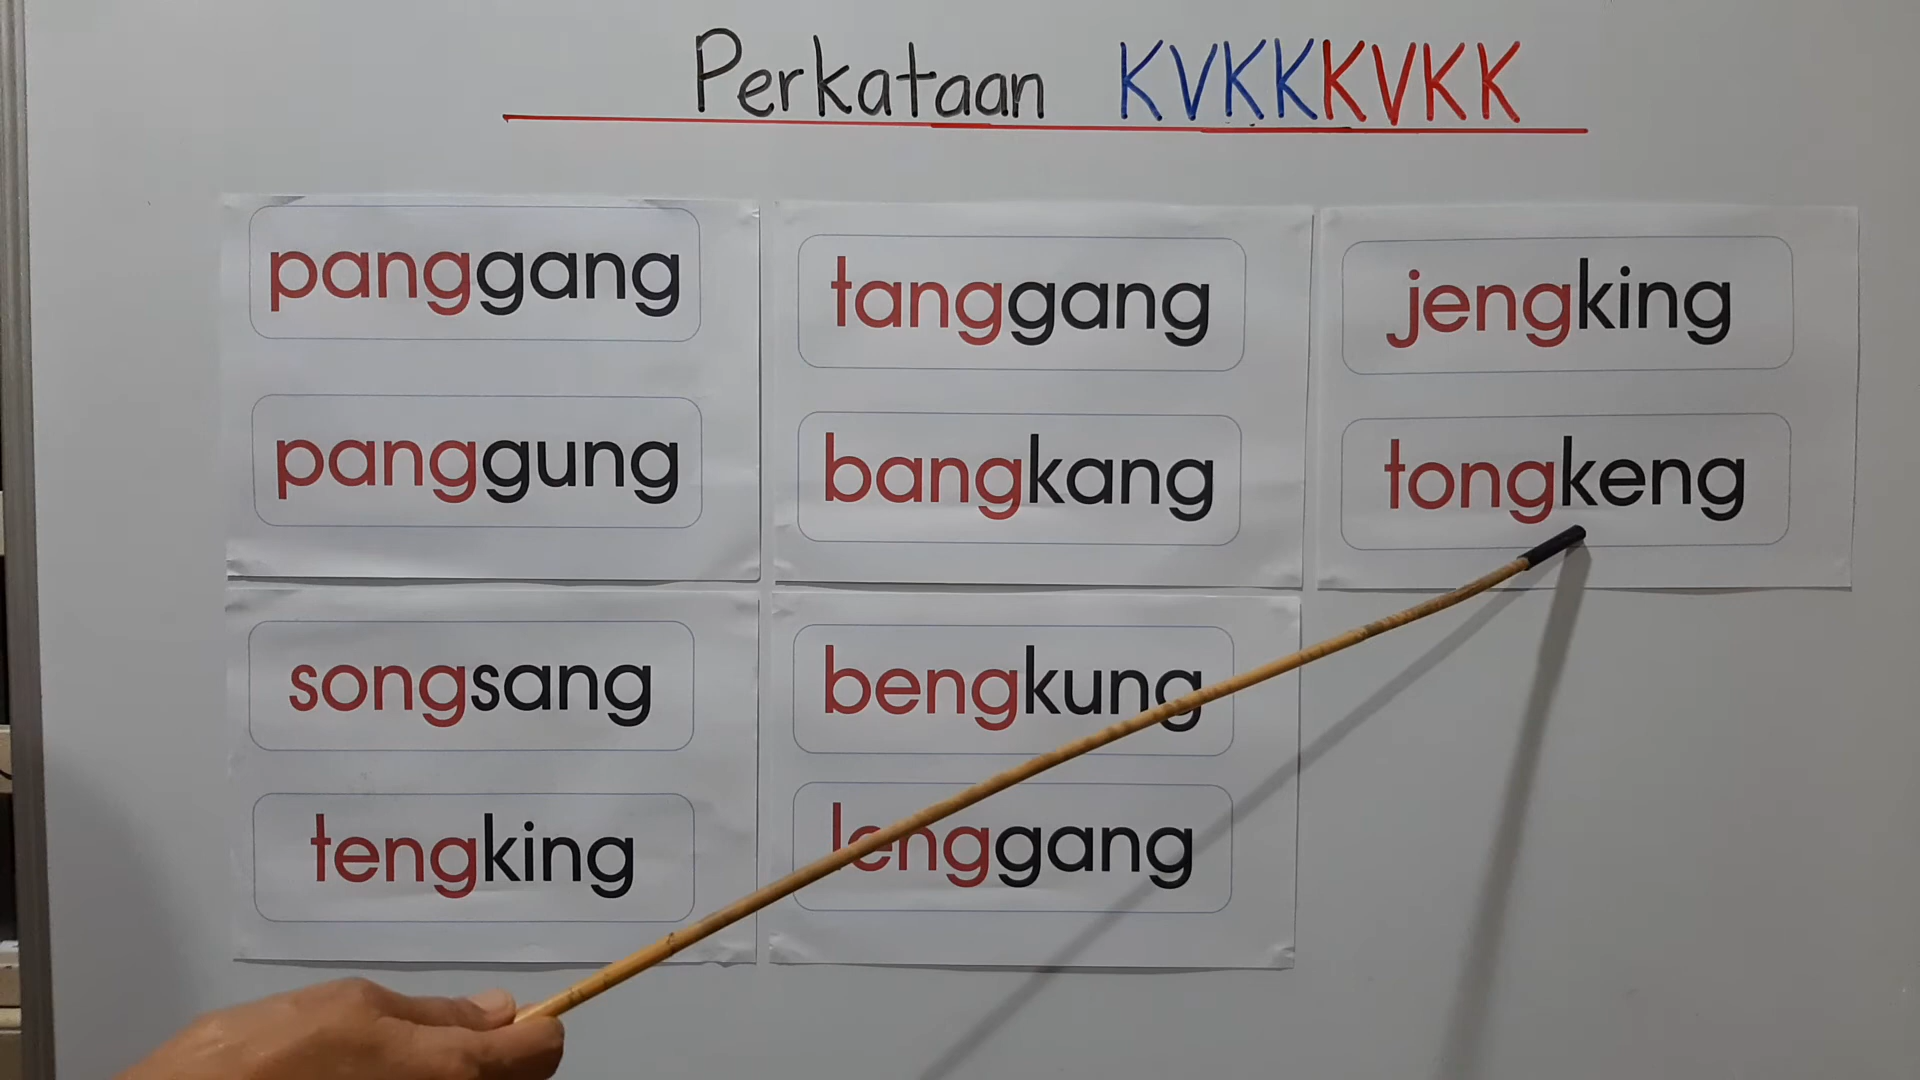 Perkataan KVKKKVKK
panggang
panggung
tanggang
bangkang
jengking
tongkeng
songsang
tengking
bengkung
lenggang